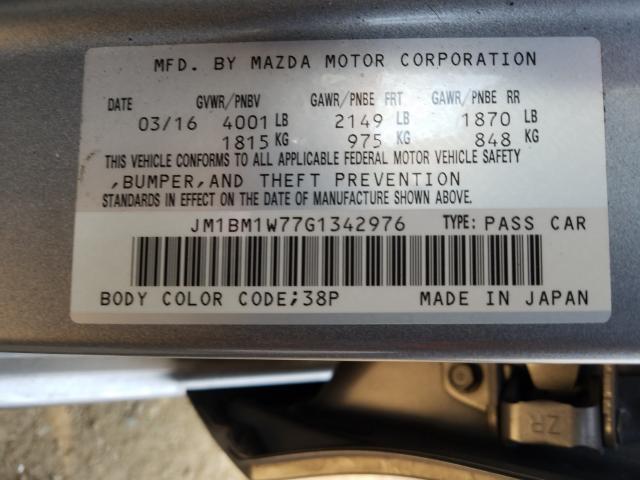 MFD. BY MAZDA MOTOR CORPORATION
DATE GVWR/PNBV GAWR/PNBE FRT GAWR/PNBE RR
03/16 4001 LB 2149 LB 1870 LB
1815 KG 975 KG 848 KG
THIS VEHICLE CONFORMS TO ALL APPLICABLE FEDERAL MOTOR VEHICLE SAFETY
,BUMPER,AND THEFT PREVENTION
STANDARDS IN EFFECT ON THE DATE OF MANUFACTURE SHOWN ABOVE.
JM1BM1W77G1342976 TYPE: PASS CAR
BODY COLOR CODE;38P MADE IN JAPAN
ZR